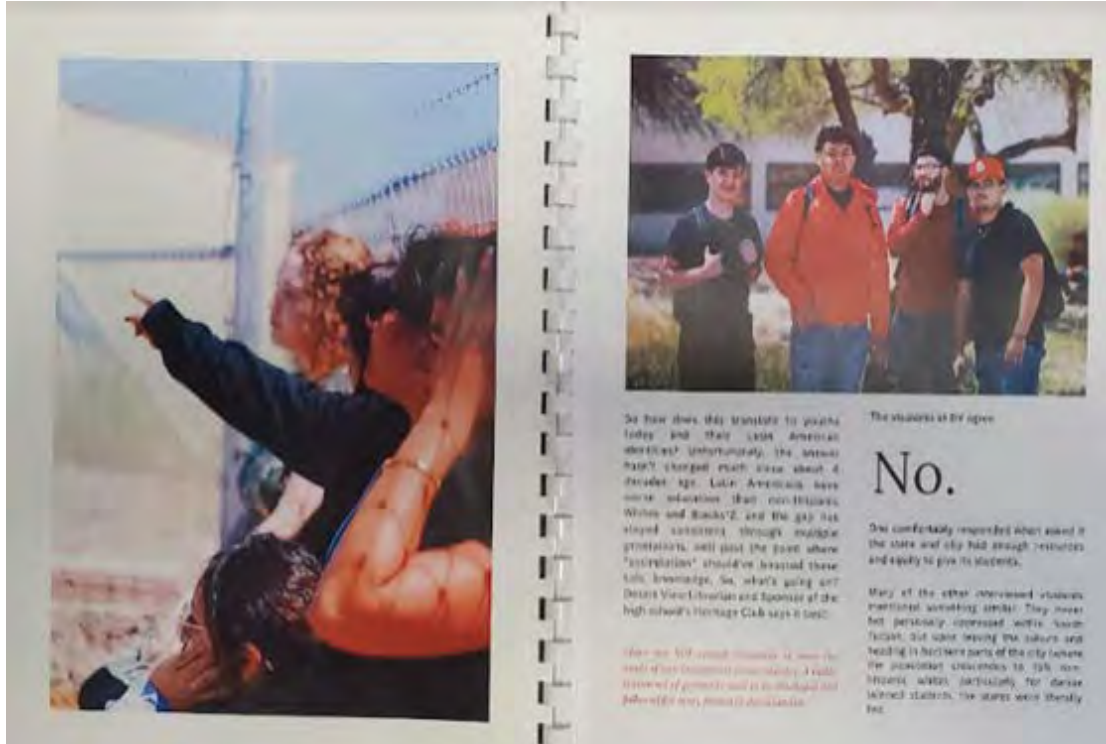 So how does this translate to youths
today and their Latin American
identities? Unfortunately, the answer
hasn't changed much since about 4
decades ago. Latin Americans have
worse education than non-Hispanic
Whites and Blacks*2, and the gap has
stayed consistent through multiple
generations, well past the point where
"assimilation" should've boosted these
kids knowledge. So, what's going on?
Desert View Librarian and Sponsor of the
high school's Heritage Club says it best:
The students at DV agree
No.
One comfortably responded when asked if
the state and city had enough resources
and equity to give its students.
Many of the other interviewed students
mentioned something similar. They never
felt personally oppressed within South
Tucson, but upon leaving the suburb and
heading in Northern parts of the city (where
the population crescendos to non-
Hispanic whites, particularly for darker
skinned students, the stares were literally